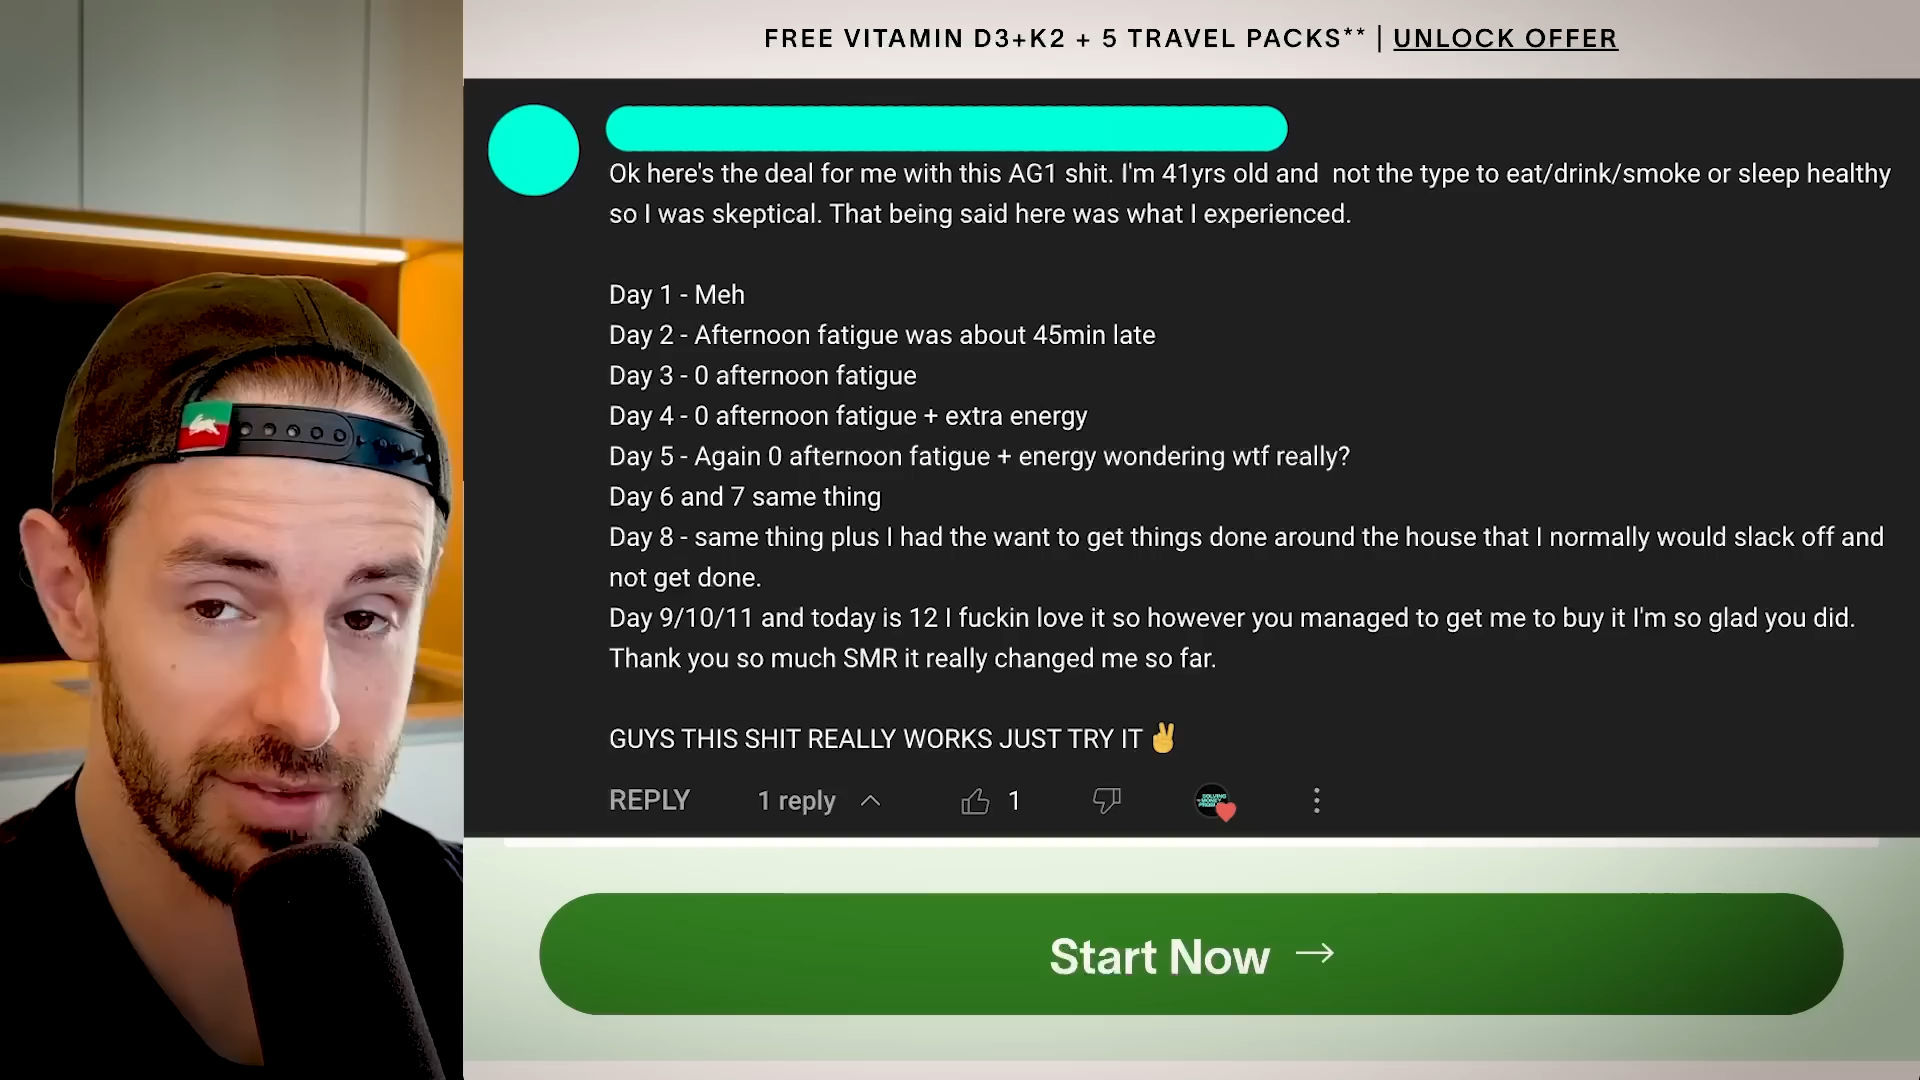 FREE VITAMIN D3+K2 + 5 TRAVEL PACKS** | UNLOCK OFFER
Ok here's the deal for me with this AG1 shit. I'm 41yrs old and  not the type to eat/drink/smoke or sleep healthy
so I was skeptical. That being said here was what I experienced.
Day 1 - Meh
Day 2 - Afternoon fatigue was about 45min late
Day 3 - 0 afternoon fatigue
Day 4 - 0 afternoon fatigue + extra energy
Day 5 - Again 0 afternoon fatigue + energy wondering wtf really?
Day 6 and 7 same thing
Day 8 - same thing plus I had the want to get things done around the house that I normally would slack off and
not get done.
Day 9/10/11 and today is 12 I fuckin love it so however you managed to get me to buy it I'm so glad you did.
Thank you so much SMR it really changed me so far.
GUYS THIS SHIT REALLY WORKS JUST TRY IT ✌️
REPLY 1 reply 1
Start Now →